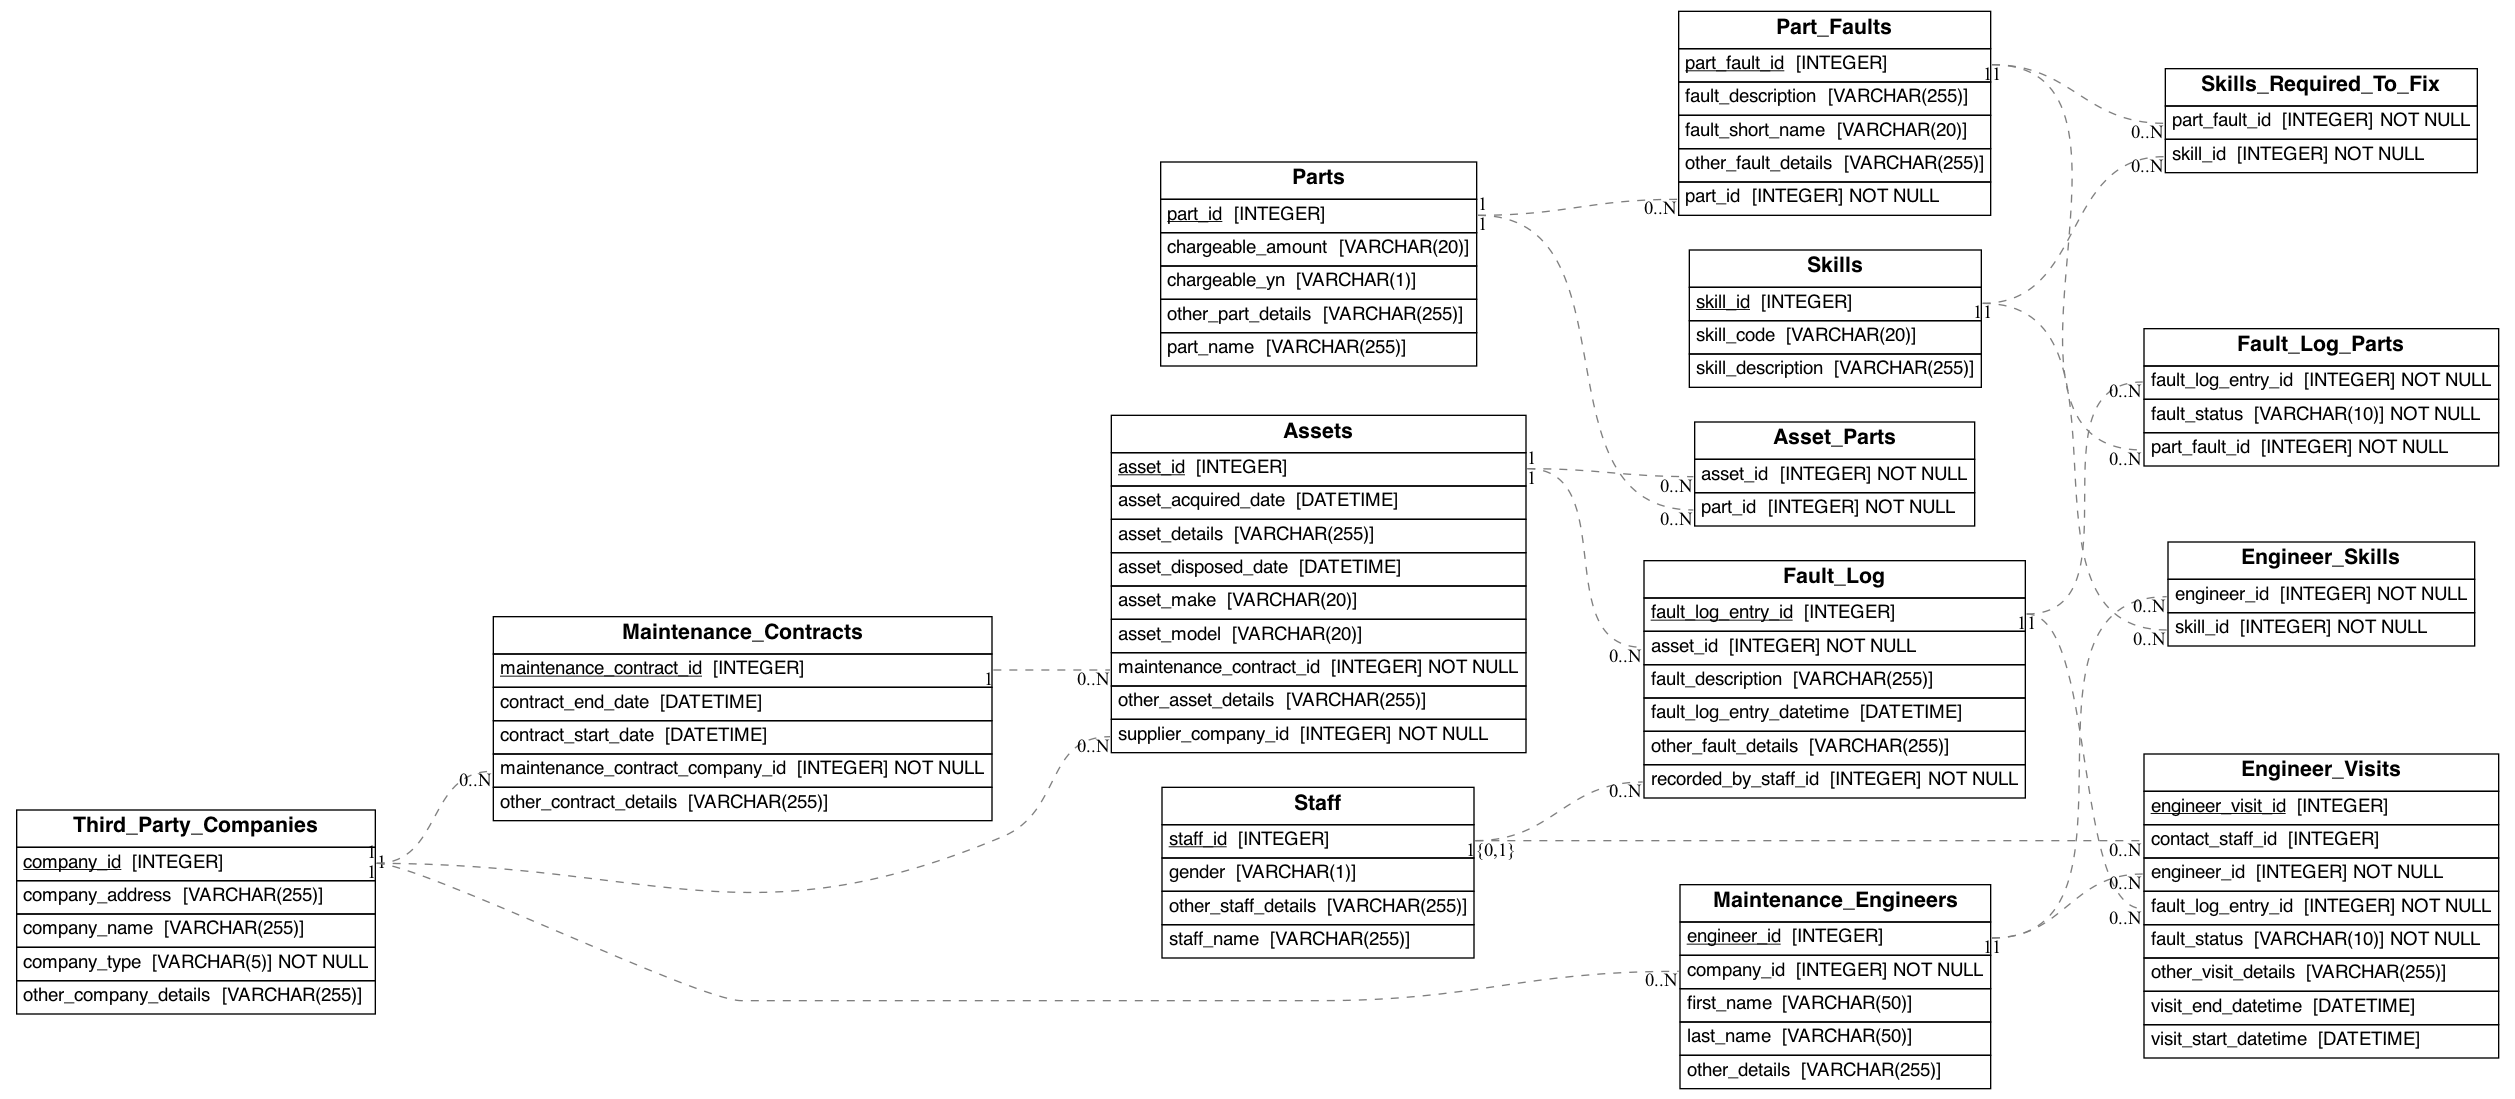 Part_Faults
part_fault_id [INTEGER]
fault_description [VARCHAR(255)]
fault_short_name [VARCHAR(20)]
other_fault_details [VARCHAR(255)]
part_id [INTEGER] NOT NULL
1
1
0..N
Skills_Required_To_Fix
part_fault_id [INTEGER] NOT NULL
skill_id [INTEGER] NOT NULL
0..N
0..N
Parts
part_id [INTEGER]
chargeable_amount [VARCHAR(20)]
chargeable_yn [VARCHAR(1)]
other_part_details [VARCHAR(255)]
part_name [VARCHAR(255)]
1
1
Skills
skill_id [INTEGER]
skill_code [VARCHAR(20)]
skill_description [VARCHAR(255)]
1
1
Fault_Log_Parts
fault_log_entry_id [INTEGER] NOT NULL
fault_status [VARCHAR(10)] NOT NULL
part_fault_id [INTEGER] NOT NULL
0..N
0..N
Assets
asset_id [INTEGER]
asset_acquired_date [DATETIME]
asset_details [VARCHAR(255)]
asset_disposed_date [DATETIME]
asset_make [VARCHAR(20)]
asset_model [VARCHAR(20)]
maintenance_contract_id [INTEGER] NOT NULL
other_asset_details [VARCHAR(255)]
supplier_company_id [INTEGER] NOT NULL
1
1
0..N
0..N
Asset_Parts
asset_id [INTEGER] NOT NULL
part_id [INTEGER] NOT NULL
0..N
0..N
Fault_Log
fault_log_entry_id [INTEGER]
asset_id [INTEGER] NOT NULL
fault_description [VARCHAR(255)]
fault_log_entry_datetime [DATETIME]
other_fault_details [VARCHAR(255)]
recorded_by_staff_id [INTEGER] NOT NULL
1
1
0..N
0..N
Engineer_Skills
engineer_id [INTEGER] NOT NULL
skill_id [INTEGER] NOT NULL
0..N
0..N
Maintenance_Contracts
maintenance_contract_id [INTEGER]
contract_end_date [DATETIME]
contract_start_date [DATETIME]
maintenance_contract_company_id [INTEGER] NOT NULL
other_contract_details [VARCHAR(255)]
1
0..N
Third_Party_Companies
company_id [INTEGER]
company_address [VARCHAR(255)]
company_name [VARCHAR(255)]
company_type [VARCHAR(5)] NOT NULL
other_company_details [VARCHAR(255)]
1
1
1
Staff
staff_id [INTEGER]
gender [VARCHAR(1)]
other_staff_details [VARCHAR(255)]
staff_name [VARCHAR(255)]
1
{0,1}
Maintenance_Engineers
engineer_id [INTEGER]
company_id [INTEGER] NOT NULL
first_name [VARCHAR(50)]
last_name [VARCHAR(50)]
other_details [VARCHAR(255)]
1
1
0..N
Engineer_Visits
engineer_visit_id [INTEGER]
contact_staff_id [INTEGER]
engineer_id [INTEGER] NOT NULL
fault_log_entry_id [INTEGER] NOT NULL
fault_status [VARCHAR(10)] NOT NULL
other_visit_details [VARCHAR(255)]
visit_end_datetime [DATETIME]
visit_start_datetime [DATETIME]
0..N
0..N
0..N